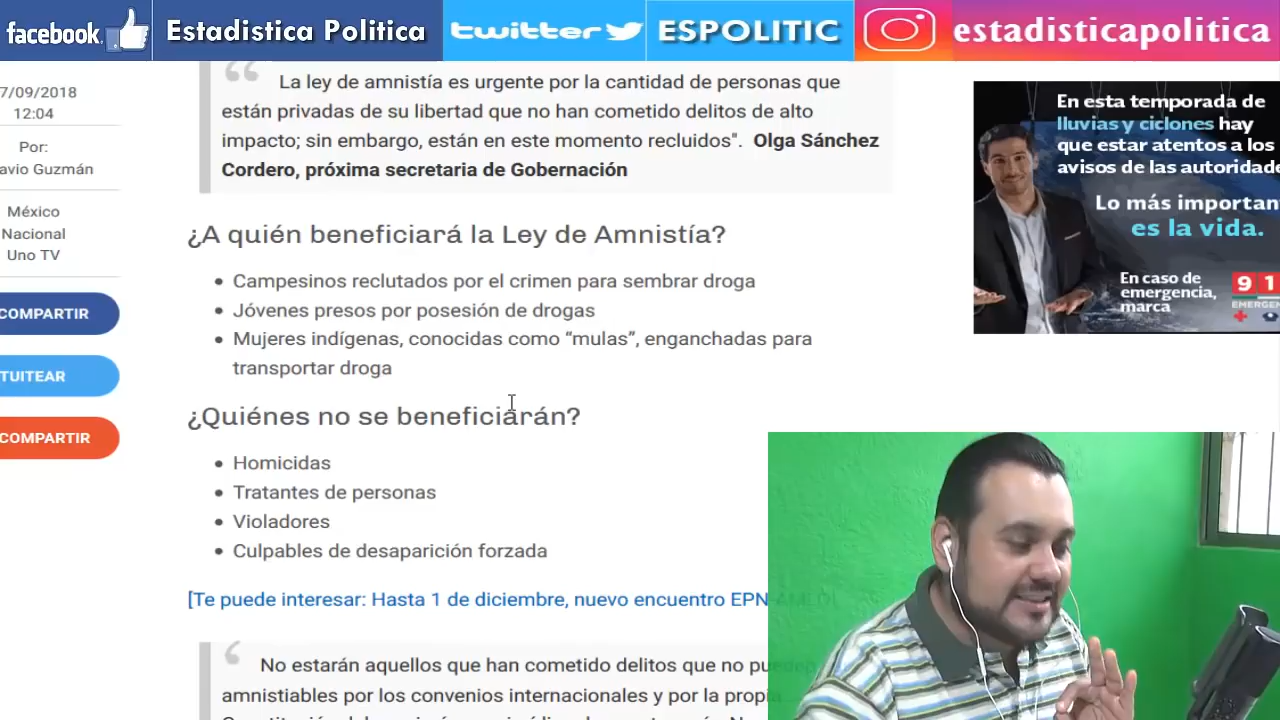 facebook. Estadistica Politica twitter ESPOLITIC estadisticapolitica
7/09/2018
12:04
Por:
avio Guzmán
México
Nacional
Uno TV
COMPARTIR
TUITEAR
COMPARTIR
“ La ley de amnistía es urgente por la cantidad de personas que
están privadas de su libertad que no han cometido delitos de alto
impacto; sin embargo, están en este momento recluidos". Olga Sánchez
Cordero, próxima secretaria de Gobernación
¿A quién beneficiará la Ley de Amnistía?
• Campesinos reclutados por el crimen para sembrar droga
• Jóvenes presos por posesión de drogas
• Mujeres indígenas, conocidas como “mulas”, enganchadas para
transportar droga
¿Quiénes no se beneficiarán?
• Homicidas
• Tratantes de personas
• Violadores
• Culpables de desaparición forzada
[Te puede interesar: Hasta 1 de diciembre, nuevo encuentro EPN-AMLO]
“ No estarán aquellos que han cometido delitos que no pueden
amnistiables por los convenios internacionales y por la propia
En esta temporada de
lluvias y ciclones hay
que estar atentos a los
avisos de las autoridade
Lo más importan
es la vida.
En caso de
emergencia,
marca
9 1
EMERGEN